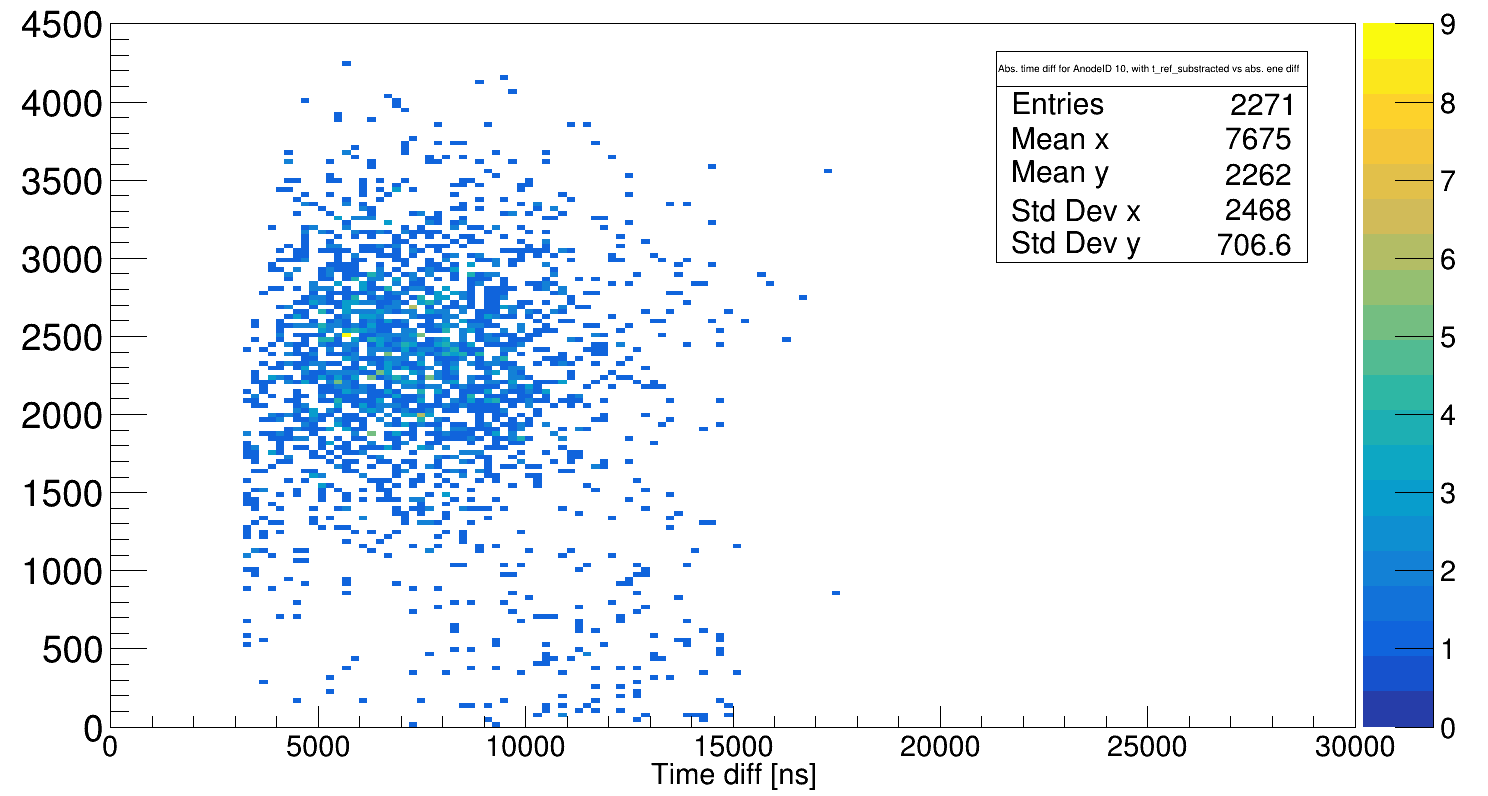 4500
4000
3500
3000
2500
2000
1500
1000
500
0
0 5000 10000 15000 20000 25000 30000
Time diff [ns]
Abs. time diff for AnodeID 10, with t_ref_substracted vs abs. ene diff
Entries 2271
Mean x 7675
Mean y 2262
Std Dev x 2468
Std Dev y 706.6
9
8
7
6
5
4
3
2
1
0